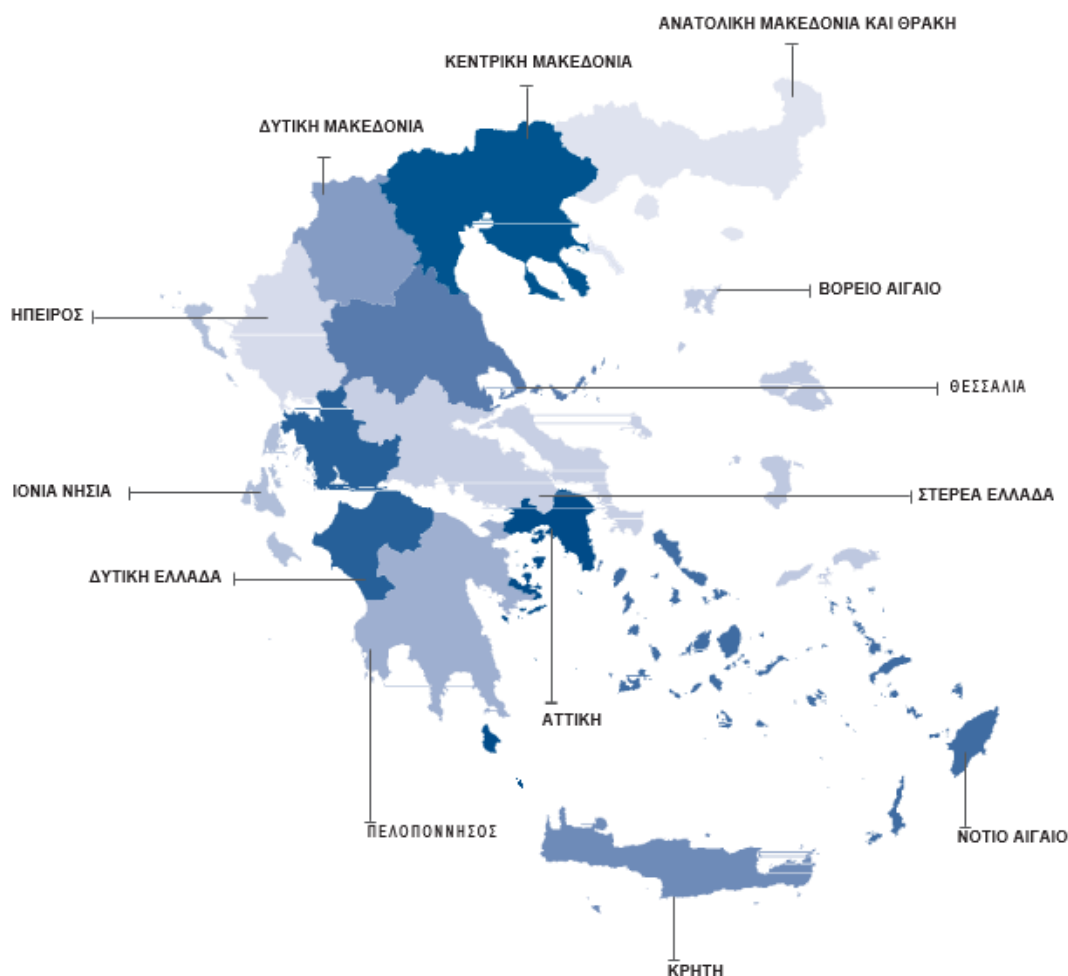 ΑΝΑΤΟΛΙΚΗ ΜΑΚΕΔΟΝΙΑ ΚΑΙ ΘΡΑΚΗ
ΚΕΝΤΡΙΚΗ ΜΑΚΕΔΟΝΙΑ
ΔΥΤΙΚΗ ΜΑΚΕΔΟΝΙΑ
ΒΟΡΕΙΟ ΑΙΓΑΙΟ
ΗΠΕΙΡΟΣ
ΘΕΣΣΑΛΙΑ
ΙΟΝΙΑ ΝΗΣΙΑ
ΣΤΕΡΕΑ ΕΛΛΑΔΑ
ΔΥΤΙΚΗ ΕΛΛΑΔΑ
ΑΤΤΙΚΗ
ΠΕΛΟΠΟΝΝΗΣΟΣ
ΝΟΤΙΟ ΑΙΓΑΙΟ
ΚΡΗΤΗ